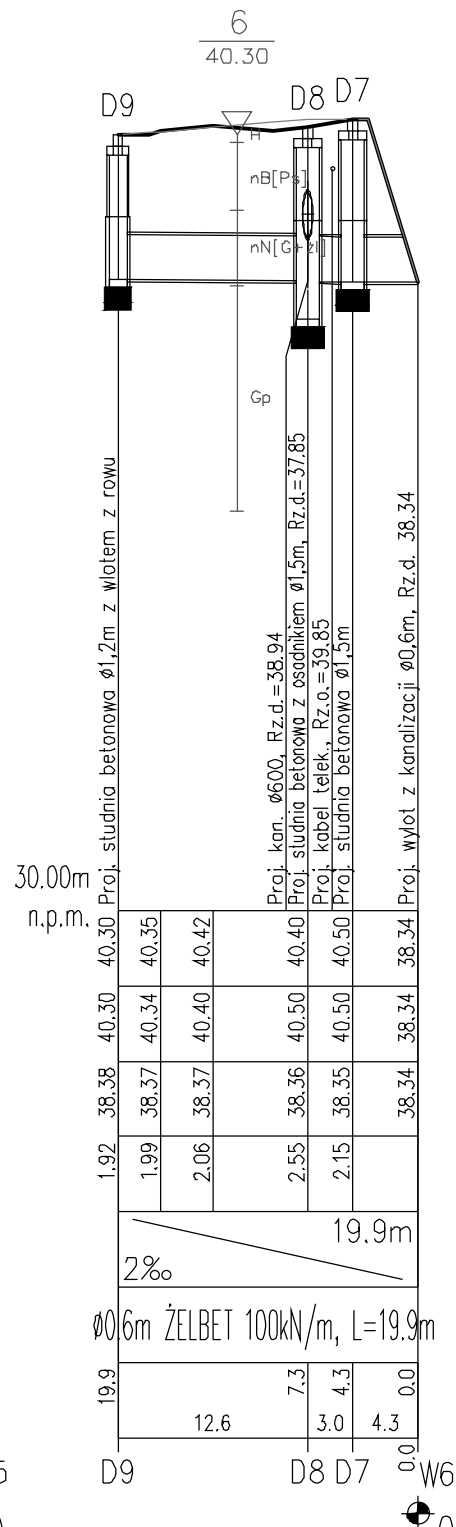 6
40.30
D9
D8
D7
H
nB[Ps]
nN[G+ż]
Gp
Proj. studnia betonowa ø1,2m z wlotem z rowu
Proj. kan. ø600, Rz.d.=38.94
Proj. studnia betonowa z osadnikiem ø1,5m, Rz.d.=37.85
Proj. kabel telek., Rz.o.=39.85
Proj. studnia betonowa ø1,5m
Proj. wylot z kanalizacji ø0,6m, Rz.d. 38.34
30.00m
n.p.m.
40.30 40.35 40.42 40.40 40.50 38.34
40.30 40.34 40.40 40.50 40.50 38.34
38.38 38.37 38.37 38.36 38.35 38.34
1.92 1.99 2.06 2.55 2.15
19.9m
2‰
ø0.6m ŻELBET 100kN/m, L=19.9m
19.9 7.3 4.3 0.0
12.6 3.0 4.3
0.0
D9 D8 D7 W6